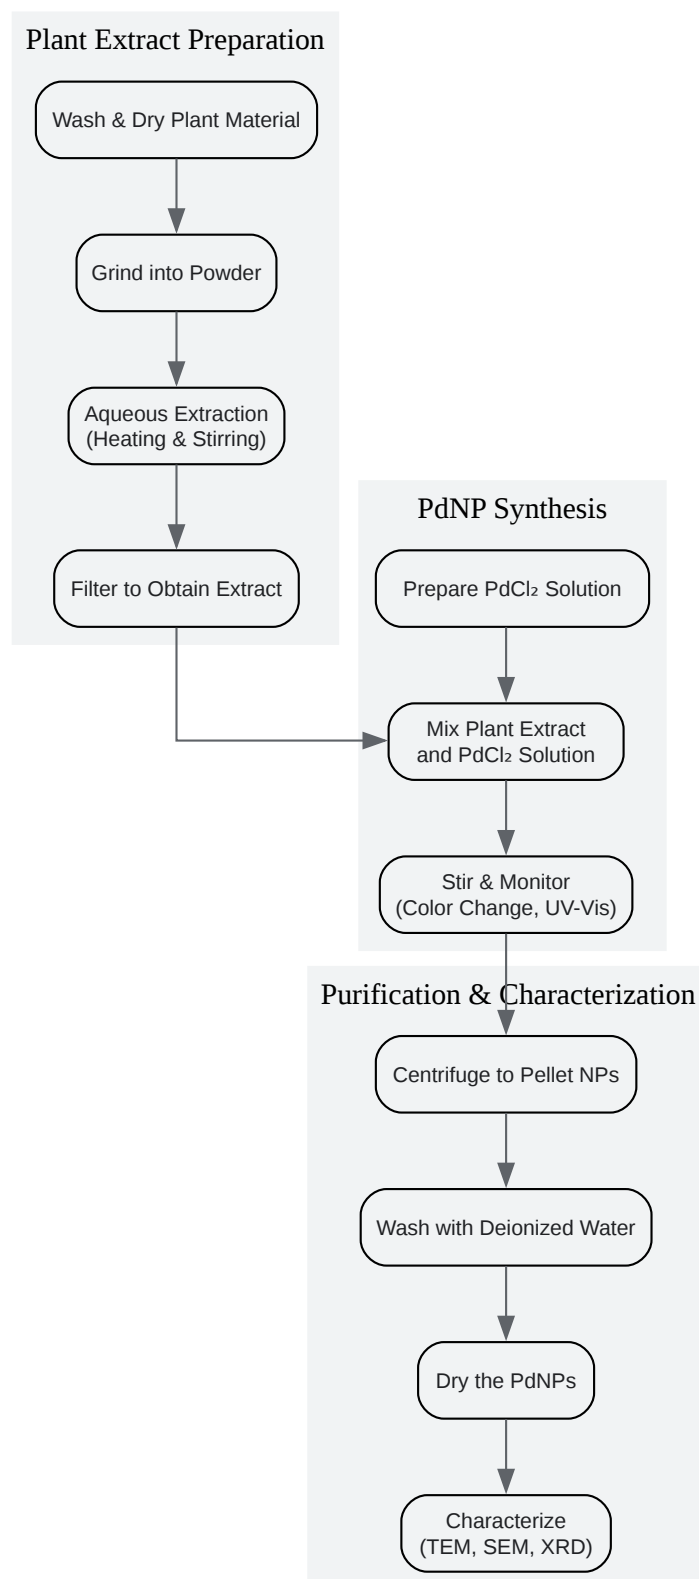 Plant Extract Preparation
Wash & Dry Plant Material
Grind into Powder
Aqueous Extraction
(Heating & Stirring)
Filter to Obtain Extract
PdNP Synthesis
Prepare PdCl₂ Solution
Mix Plant Extract
and PdCl₂ Solution
Stir & Monitor
(Color Change, UV-Vis)
Purification & Characterization
Centrifuge to Pellet NPs
Wash with Deionized Water
Dry the PdNPs
Characterize
(TEM, SEM, XRD)